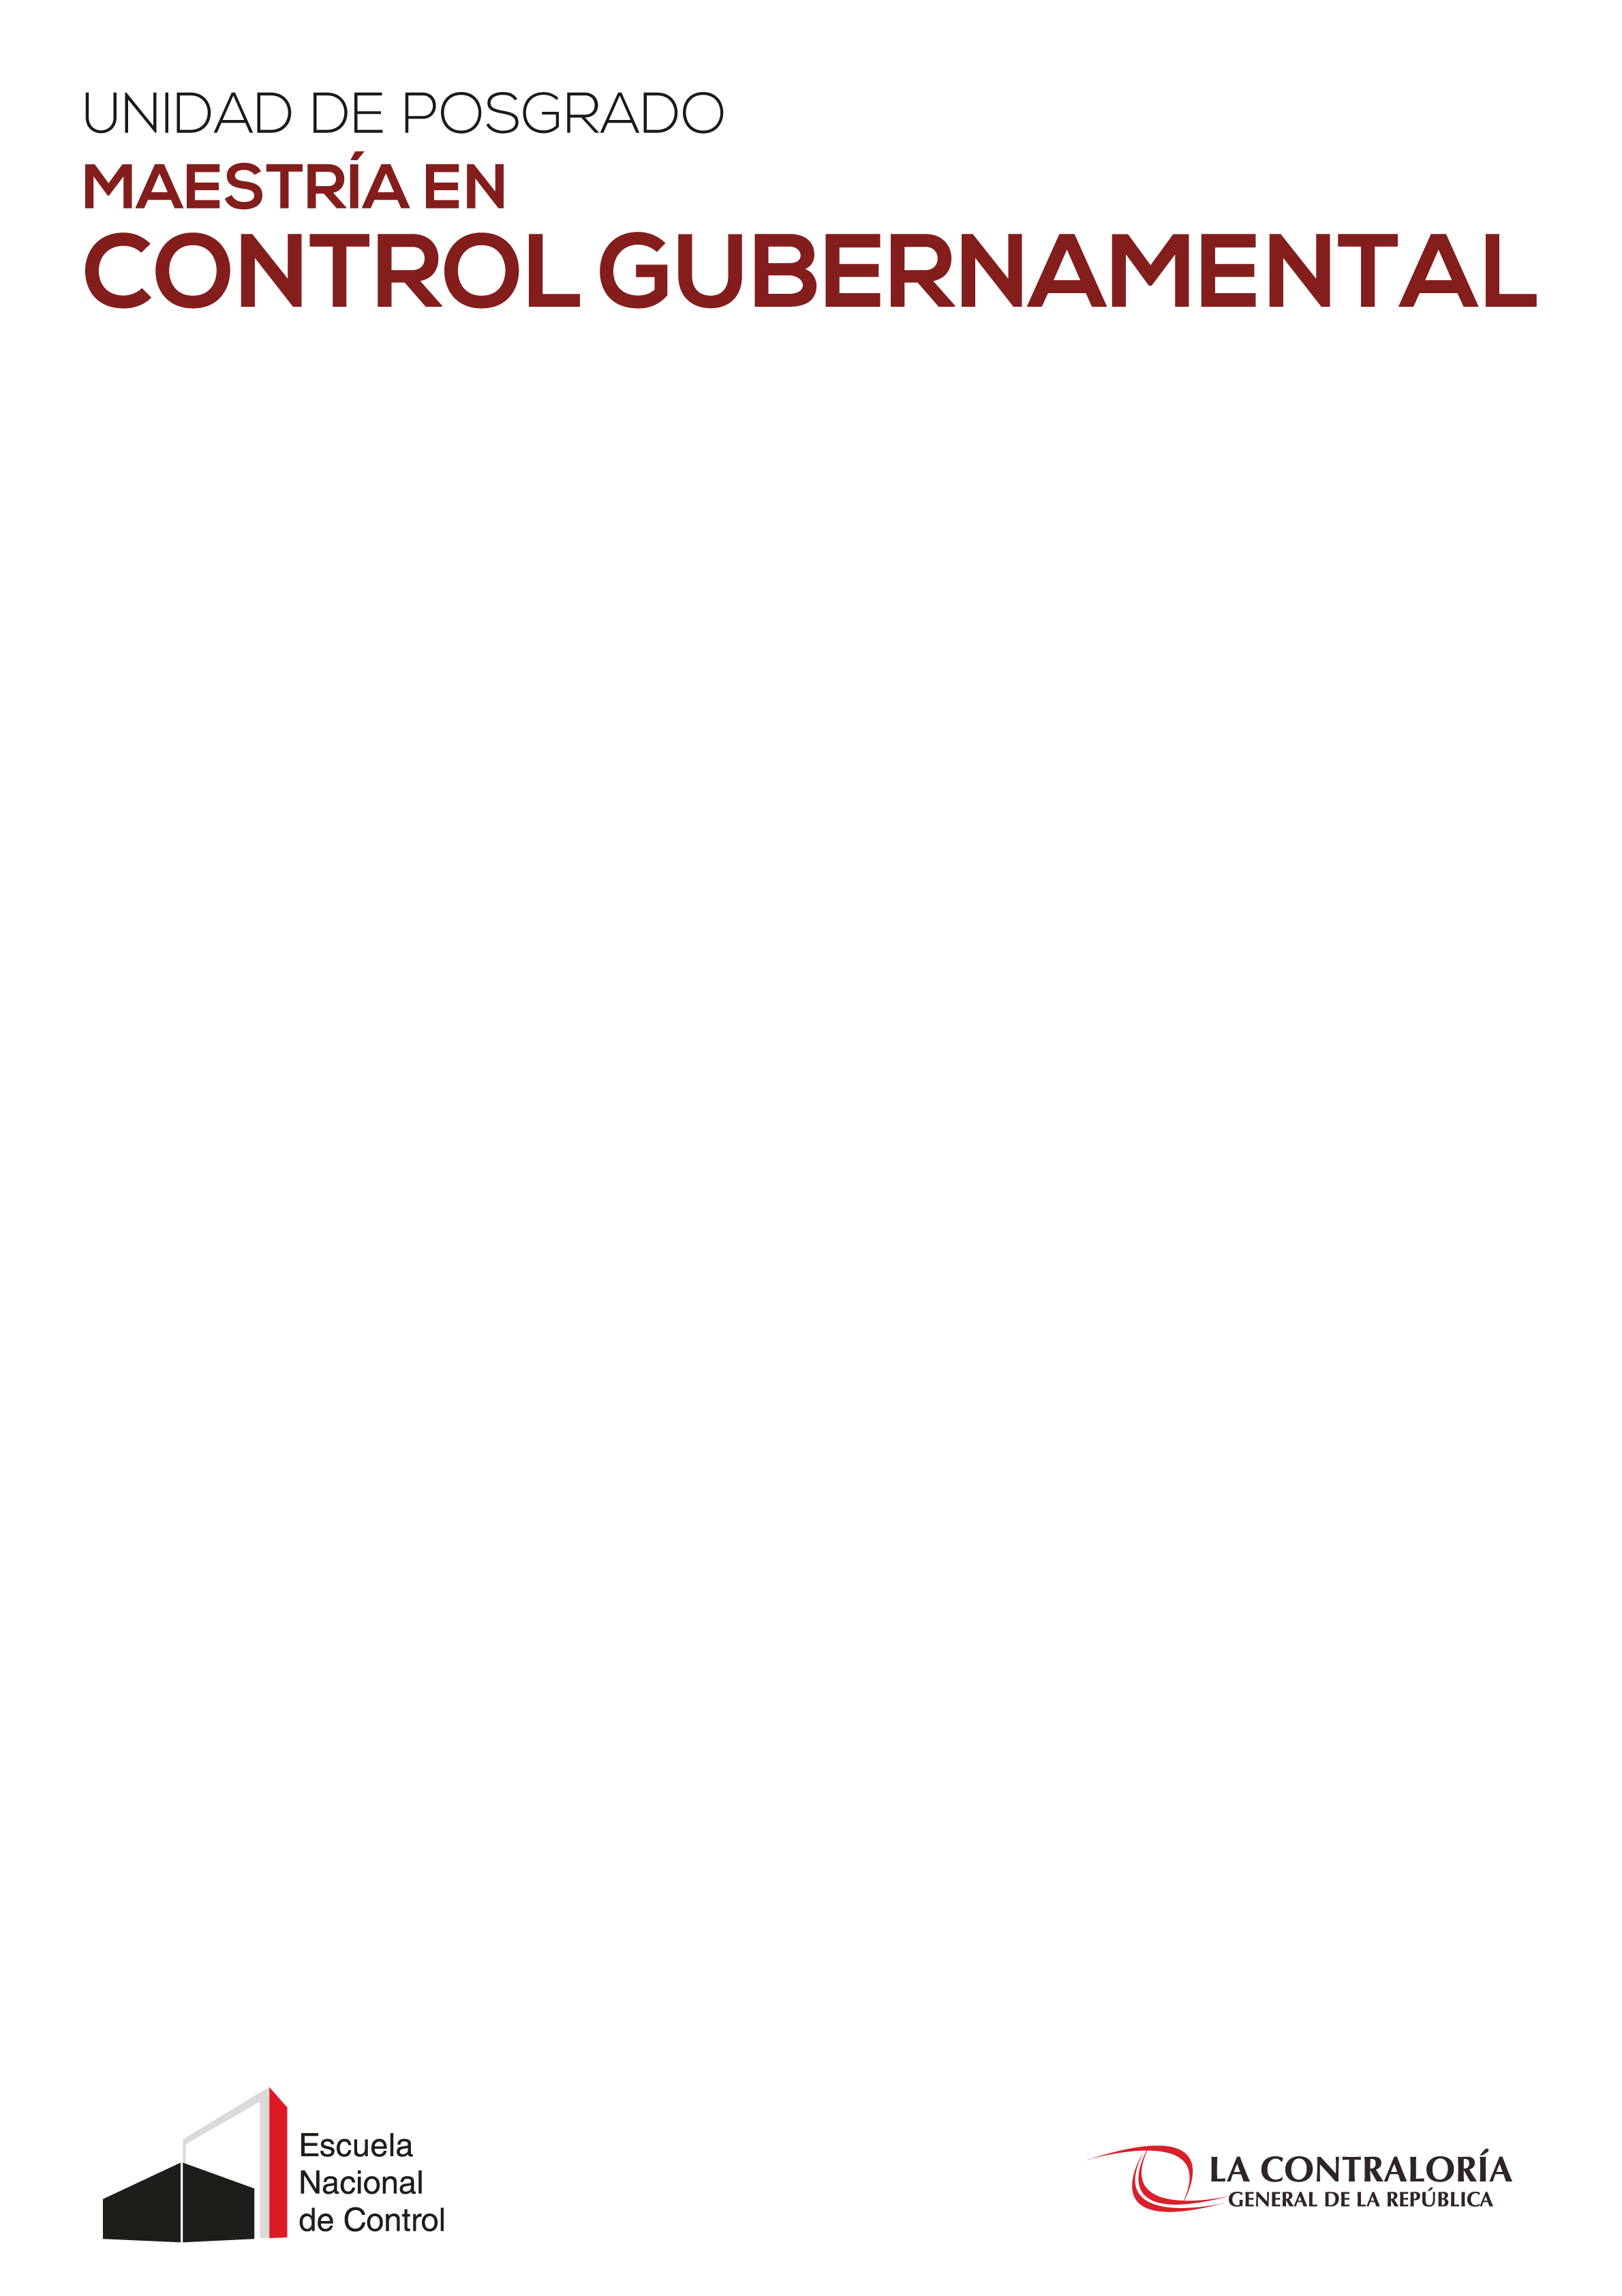 UNIDAD DE POSGRADO
MAESTRÍA EN
CONTROL GUBERNAMENTAL
Escuela
Nacional
de Control
LA CONTRALORÍA
GENERAL DE LA REPÚBLICA